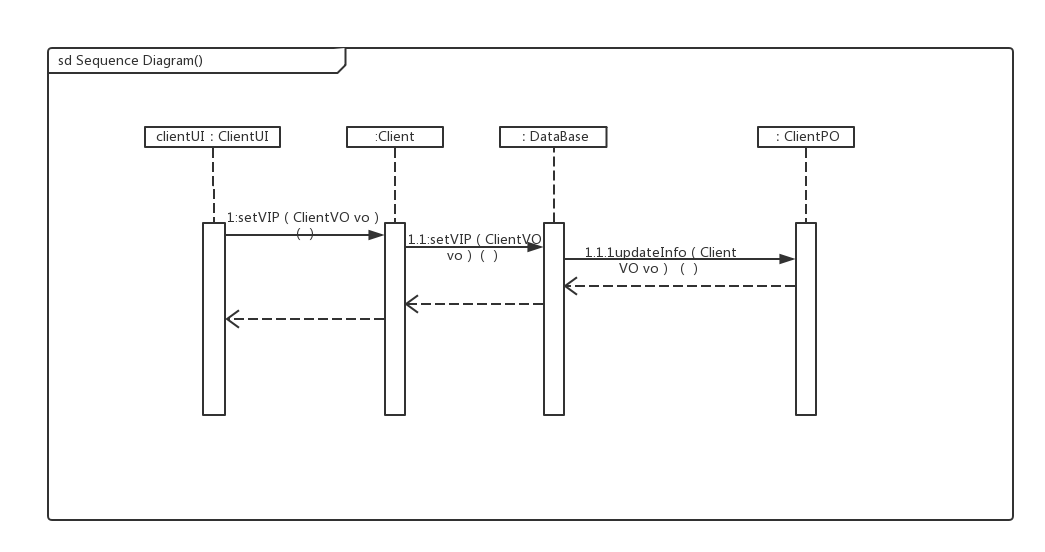 sd Sequence Diagram()
clientUI : ClientUI
:Client
: DataBase
: ClientPO
1:setVIP ( ClientVO vo )
( )
1.1:setVIP ( ClientVO
vo ) ( )
1.1.1updateInfo ( Client
VO vo ) ( )